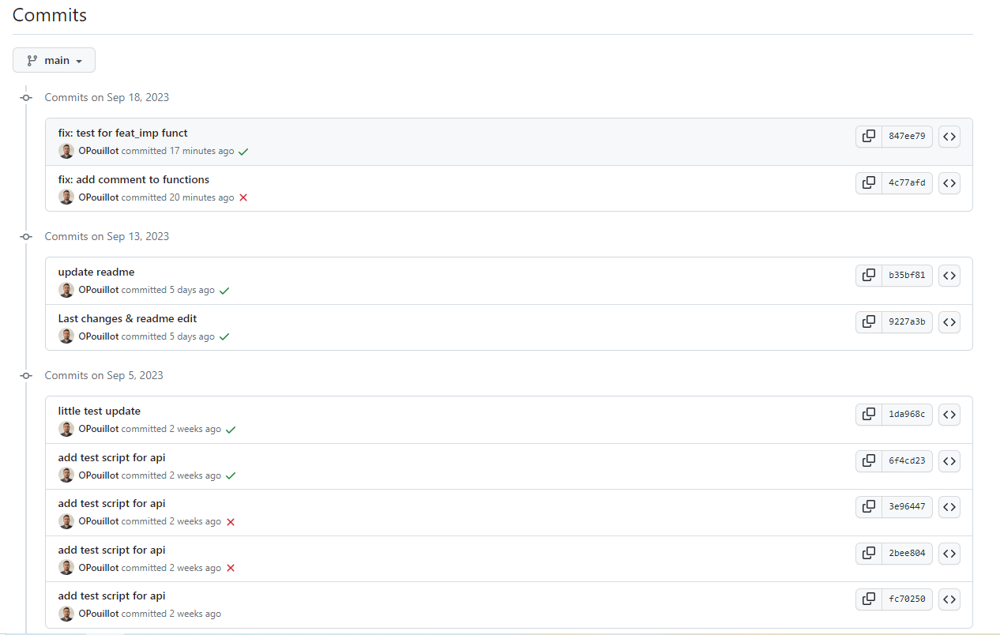 Commits
main
Commits on Sep 18, 2023
fix: test for feat_imp funct
847ee79
OPouillot committed 17 minutes ago
fix: add comment to functions
4c77afd
OPouillot committed 20 minutes ago
Commits on Sep 13, 2023
update readme
b35bf81
OPouillot committed 5 days ago
Last changes & readme edit
9227a3b
OPouillot committed 5 days ago
Commits on Sep 5, 2023
little test update
1da968c
OPouillot committed 2 weeks ago
add test script for api
6f4cd23
OPouillot committed 2 weeks ago
add test script for api
3e96447
OPouillot committed 2 weeks ago
add test script for api
2bee804
OPouillot committed 2 weeks ago
add test script for api
fc70250
OPouillot committed 2 weeks ago